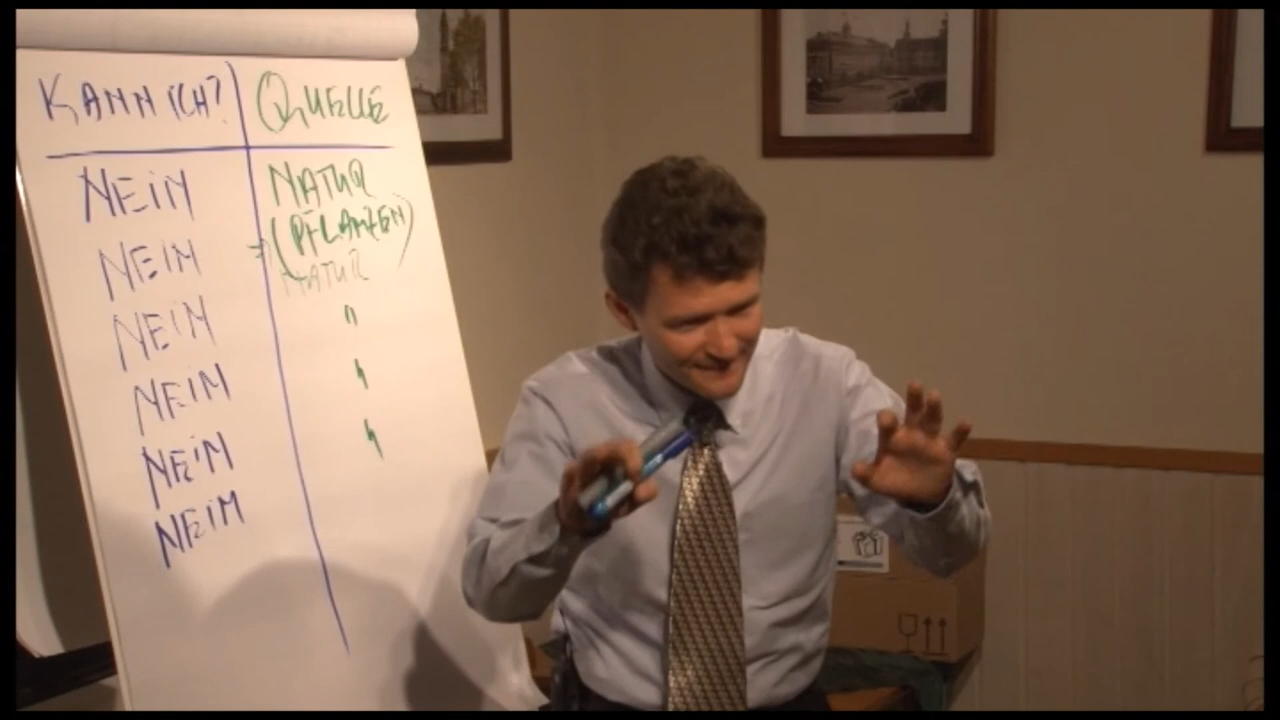 KANN ICH? QUELLE
NEIN NATUR
(PFLANZEN)
NEIN => NATUR
NEIN "
NEIN "
NEIN "
NEIN